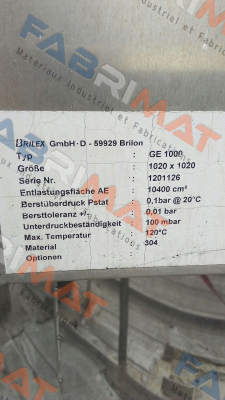 BRILEX GmbH·D - 59929 Brilon
Typ : GE 1000
Größe : 1020 x 1020
Serie Nr. : 1201126
Entlastungsfläche AE : 10400 cm²
Berstüberdruck Pstat : 0,1bar @ 20°C
Bersttoleranz +/- : 0,01 bar
Unterdruckbeständigkeit : 100 mbar
Max. Temperatur : 120°C
Material : 304
Optionen :
FABRIMAT
Materiaux Industriel et Fabrications